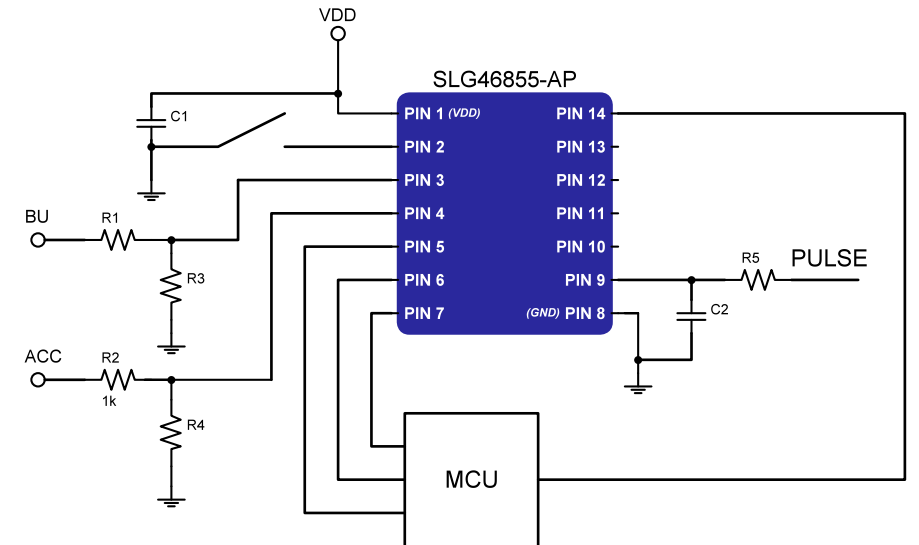 VDD
SLG46855-AP
C1
PIN 1 (VDD)
PIN 14
PIN 2
PIN 13
PIN 3
PIN 12
BU
R1
PIN 4
PIN 11
PIN 5
PIN 10
R3
PIN 6
PIN 9
R5
PULSE
PIN 7
(GND) PIN 8
C2
ACC
R2
1k
R4
MCU